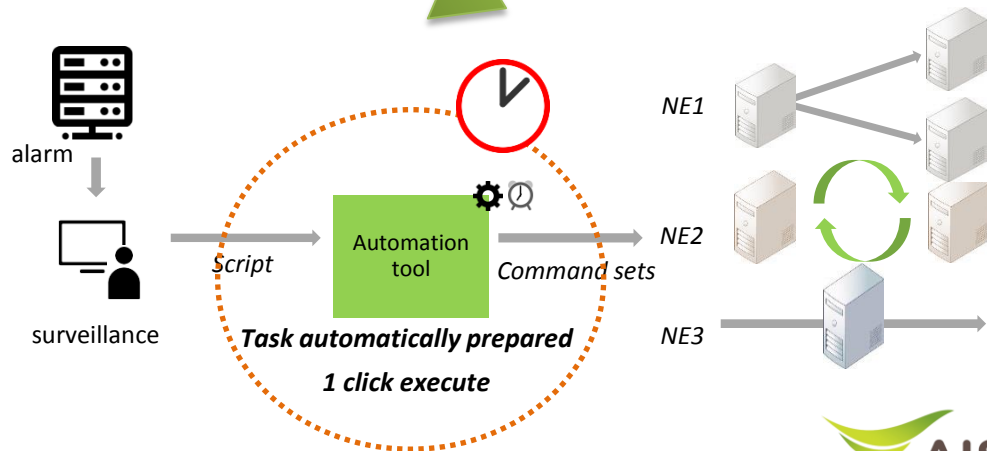 alarm
surveillance
Script
Automation
tool
Command sets
Task automatically prepared
1 click execute
NE1
NE2
NE3